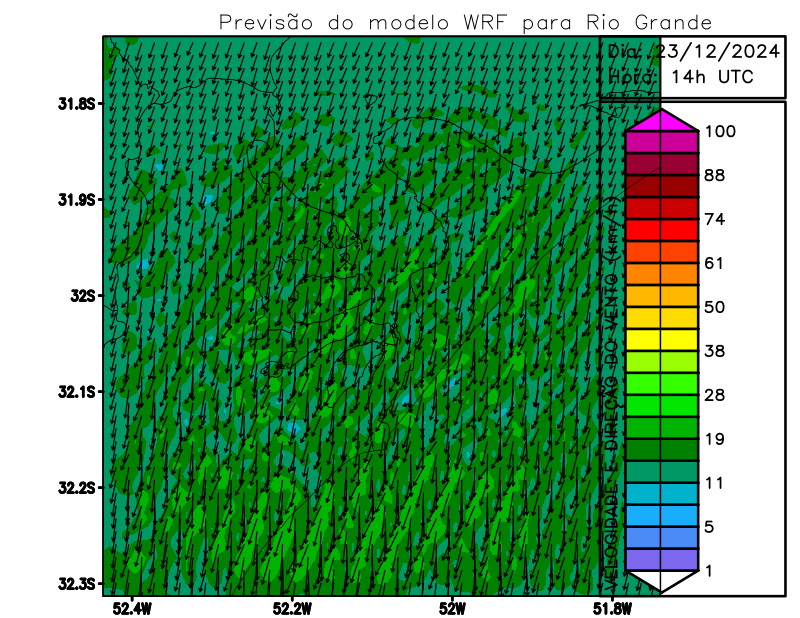 Previsão do modelo WRF para Rio Grande
Dia: 23/12/2024
Hora: 14h UTC
31.8S
31.9S
32S
32.1S
32.2S
32.3S
52.4W
52.2W
52W
51.8W
VELOCIDADE E DIREÇÃO DO VENTO (km/h)
100
88
74
61
50
38
28
19
11
5
1